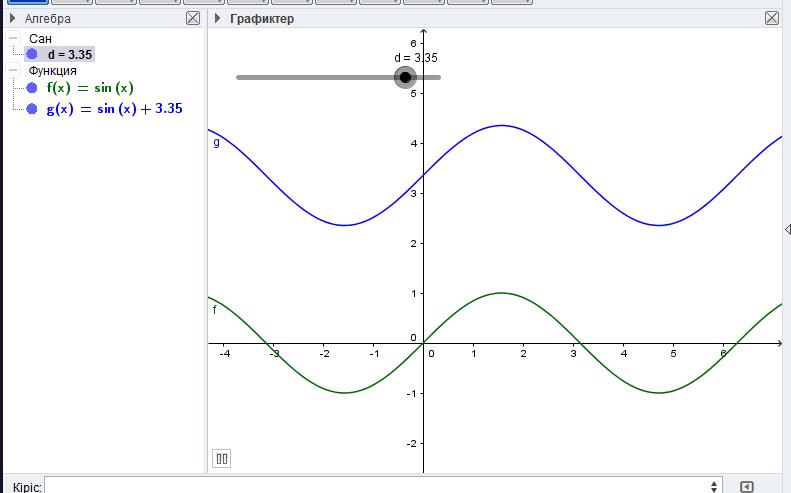 Алгебра
Сан
d = 3.35
Функция
f(x) = sin (x)
g(x) = sin (x) + 3.35
Графиктер
d = 3.35
g
f
6
5
4
3
2
1
0
-1
-2
-4
-3
-2
-1
0
1
2
3
4
5
6
Кіріс: